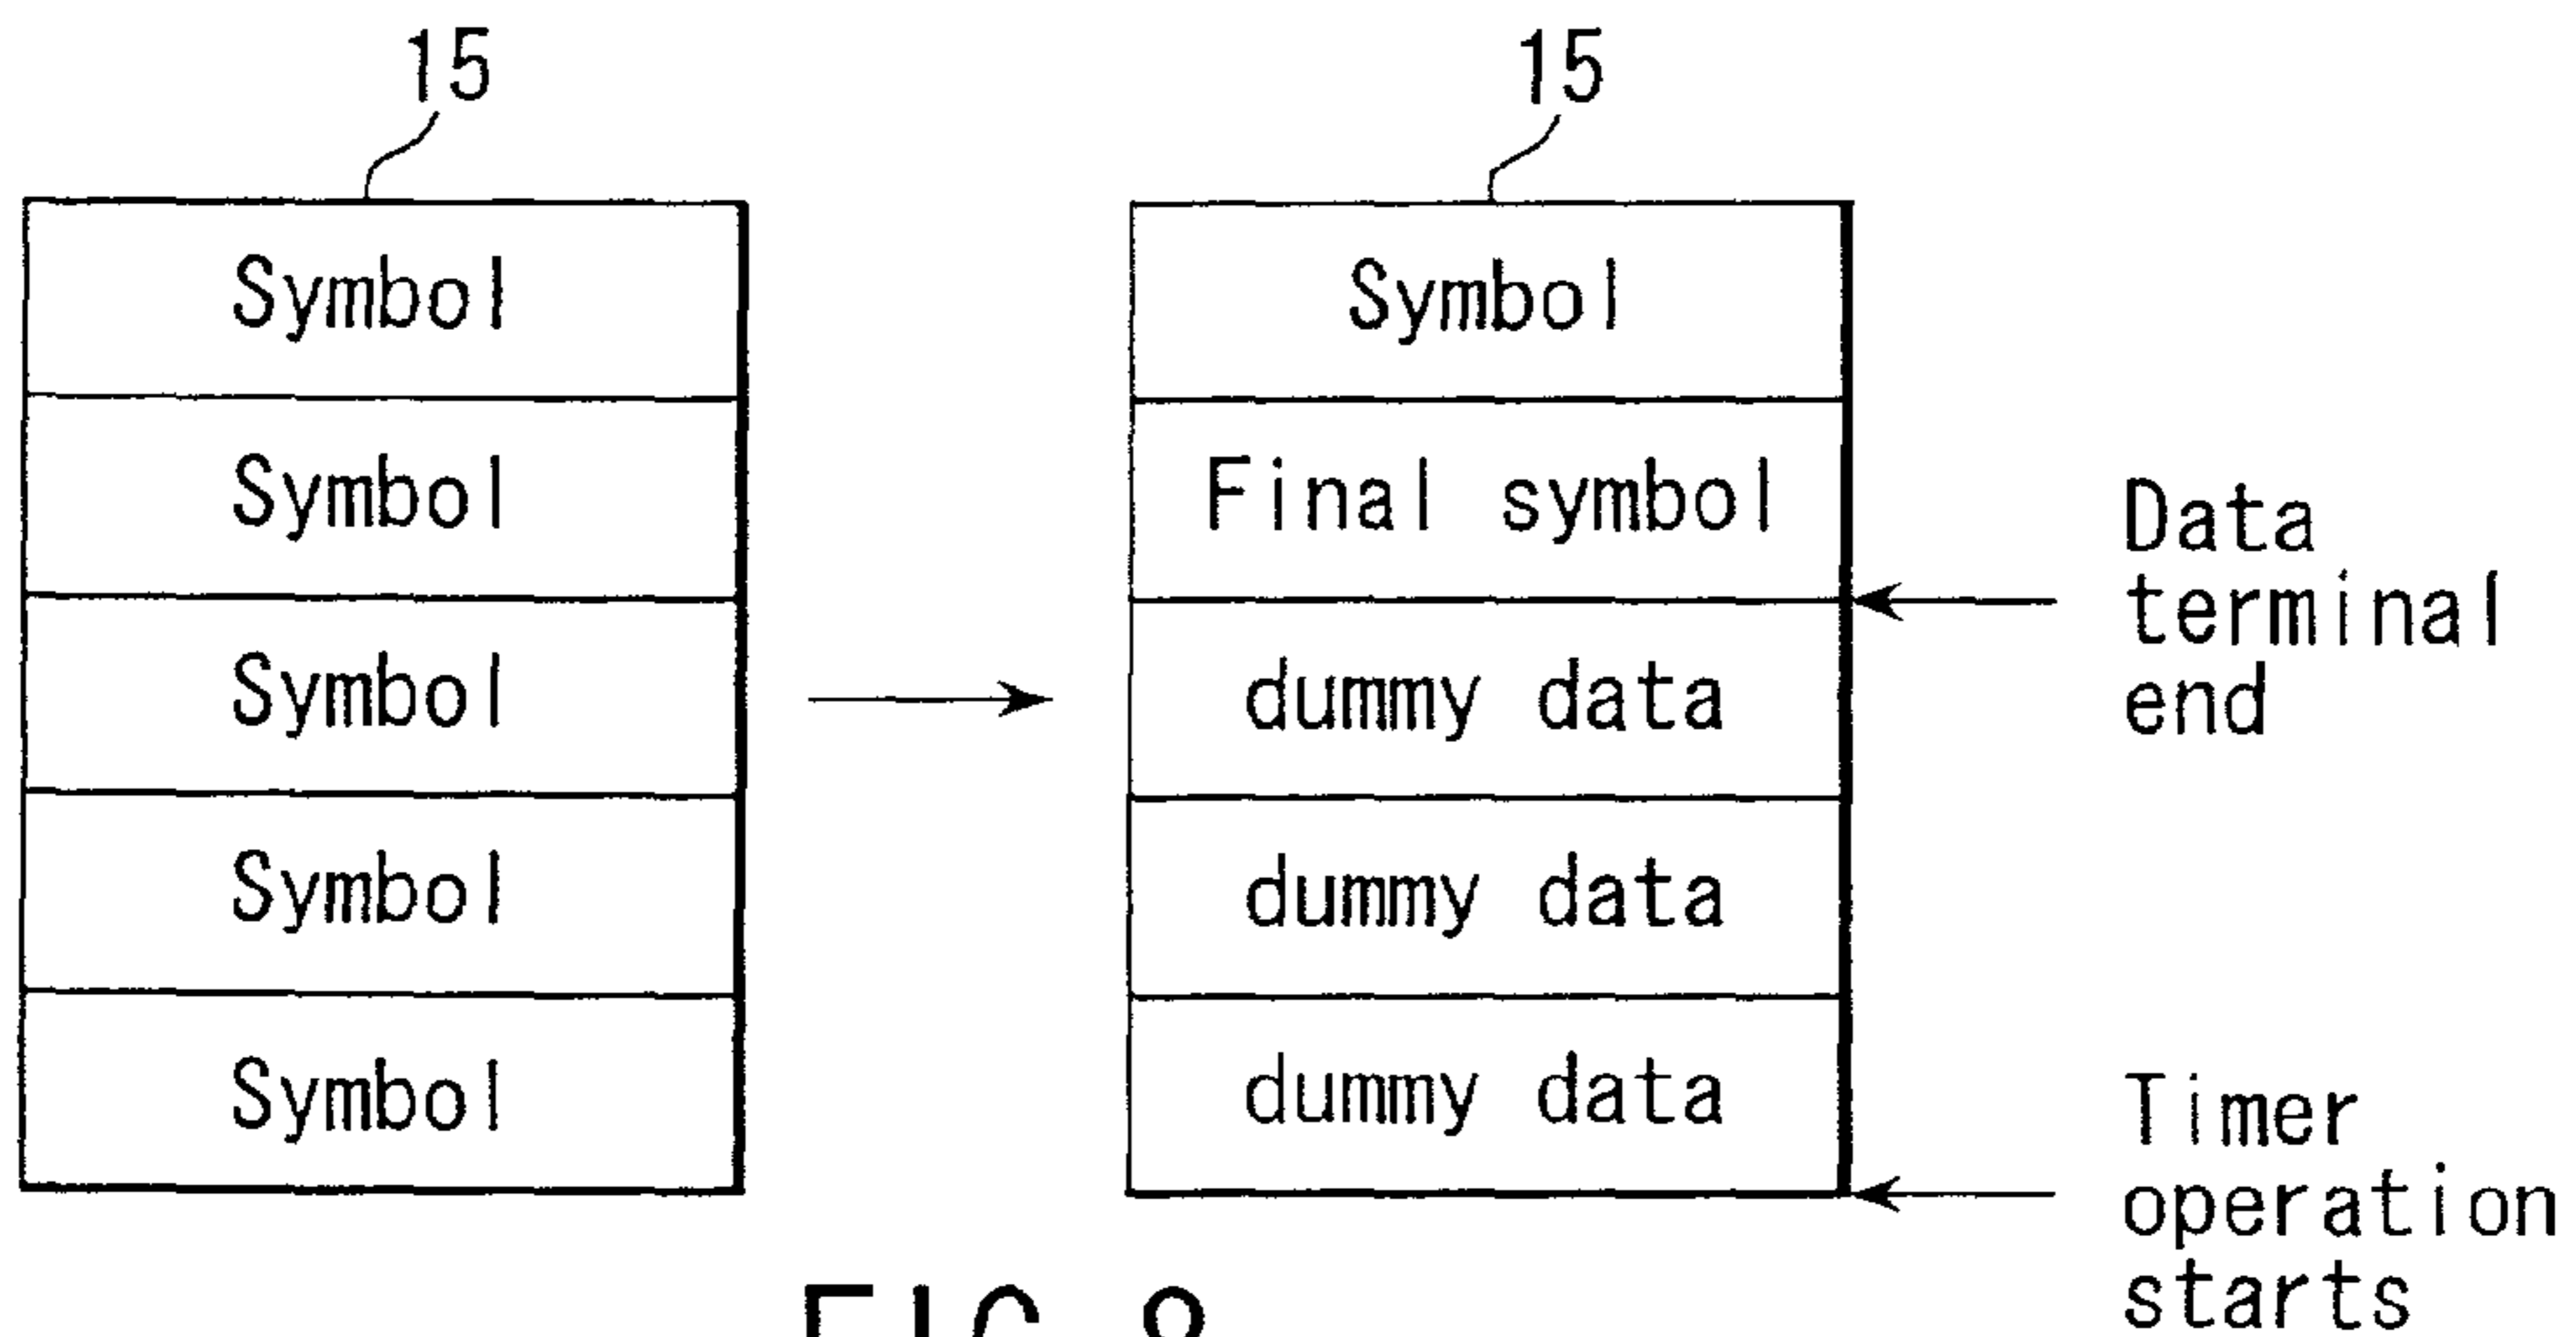 15
Symbol
Symbol
Symbol
Symbol
Symbol
15
Symbol
Final symbol
dummy data
dummy data
dummy data
Data
terminal
end
Timer
operation
starts
FIG